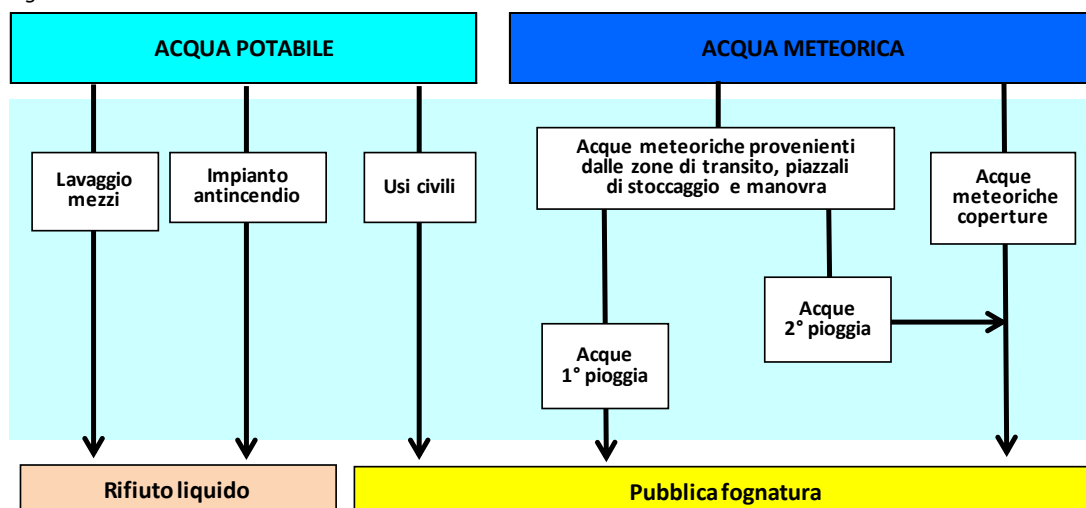 ACQUA POTABILE
ACQUA METEORICA
Lavaggio
mezzi
Impianto
antincendio
Usi civili
Acque meteoriche provenienti
dalle zone di transito, piazzali
di stoccaggio e manovra
Acque
meteoriche
coperture
Acque
2° pioggia
Acque
1° pioggia
Rifiuto liquido
Pubblica fognatura